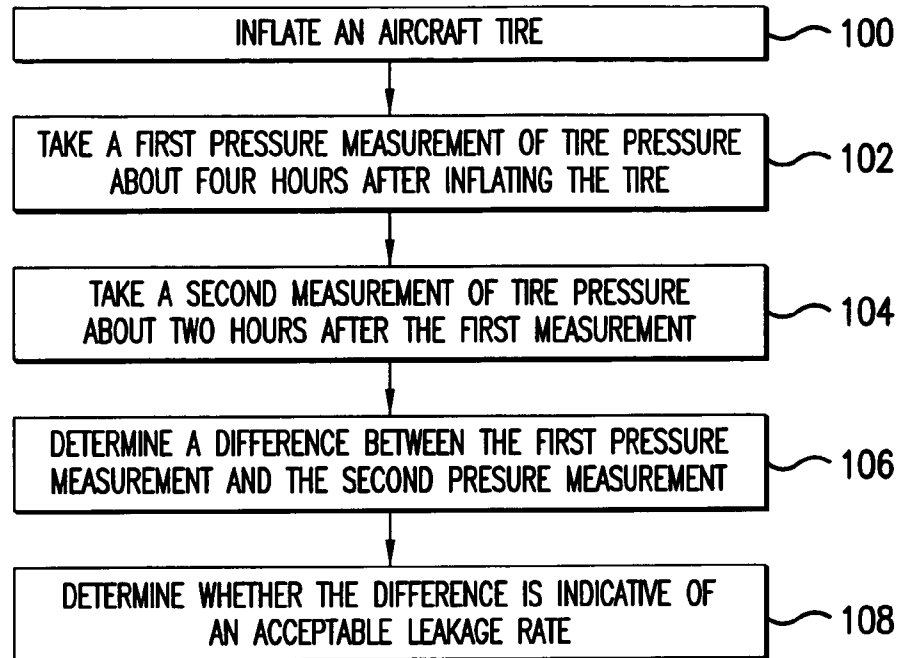 INFLATE AN AIRCRAFT TIRE
100
TAKE A FIRST PRESSURE MEASUREMENT OF TIRE PRESSURE
ABOUT FOUR HOURS AFTER INFLATING THE TIRE
102
TAKE A SECOND MEASUREMENT OF TIRE PRESSURE
ABOUT TWO HOURS AFTER THE FIRST MEASUREMENT
104
DETERMINE A DIFFERENCE BETWEEN THE FIRST PRESSURE
MEASUREMENT AND THE SECOND PRESURE MEASUREMENT
106
DETERMINE WHETHER THE DIFFERENCE IS INDICATIVE OF
AN ACCEPTABLE LEAKAGE RATE
108